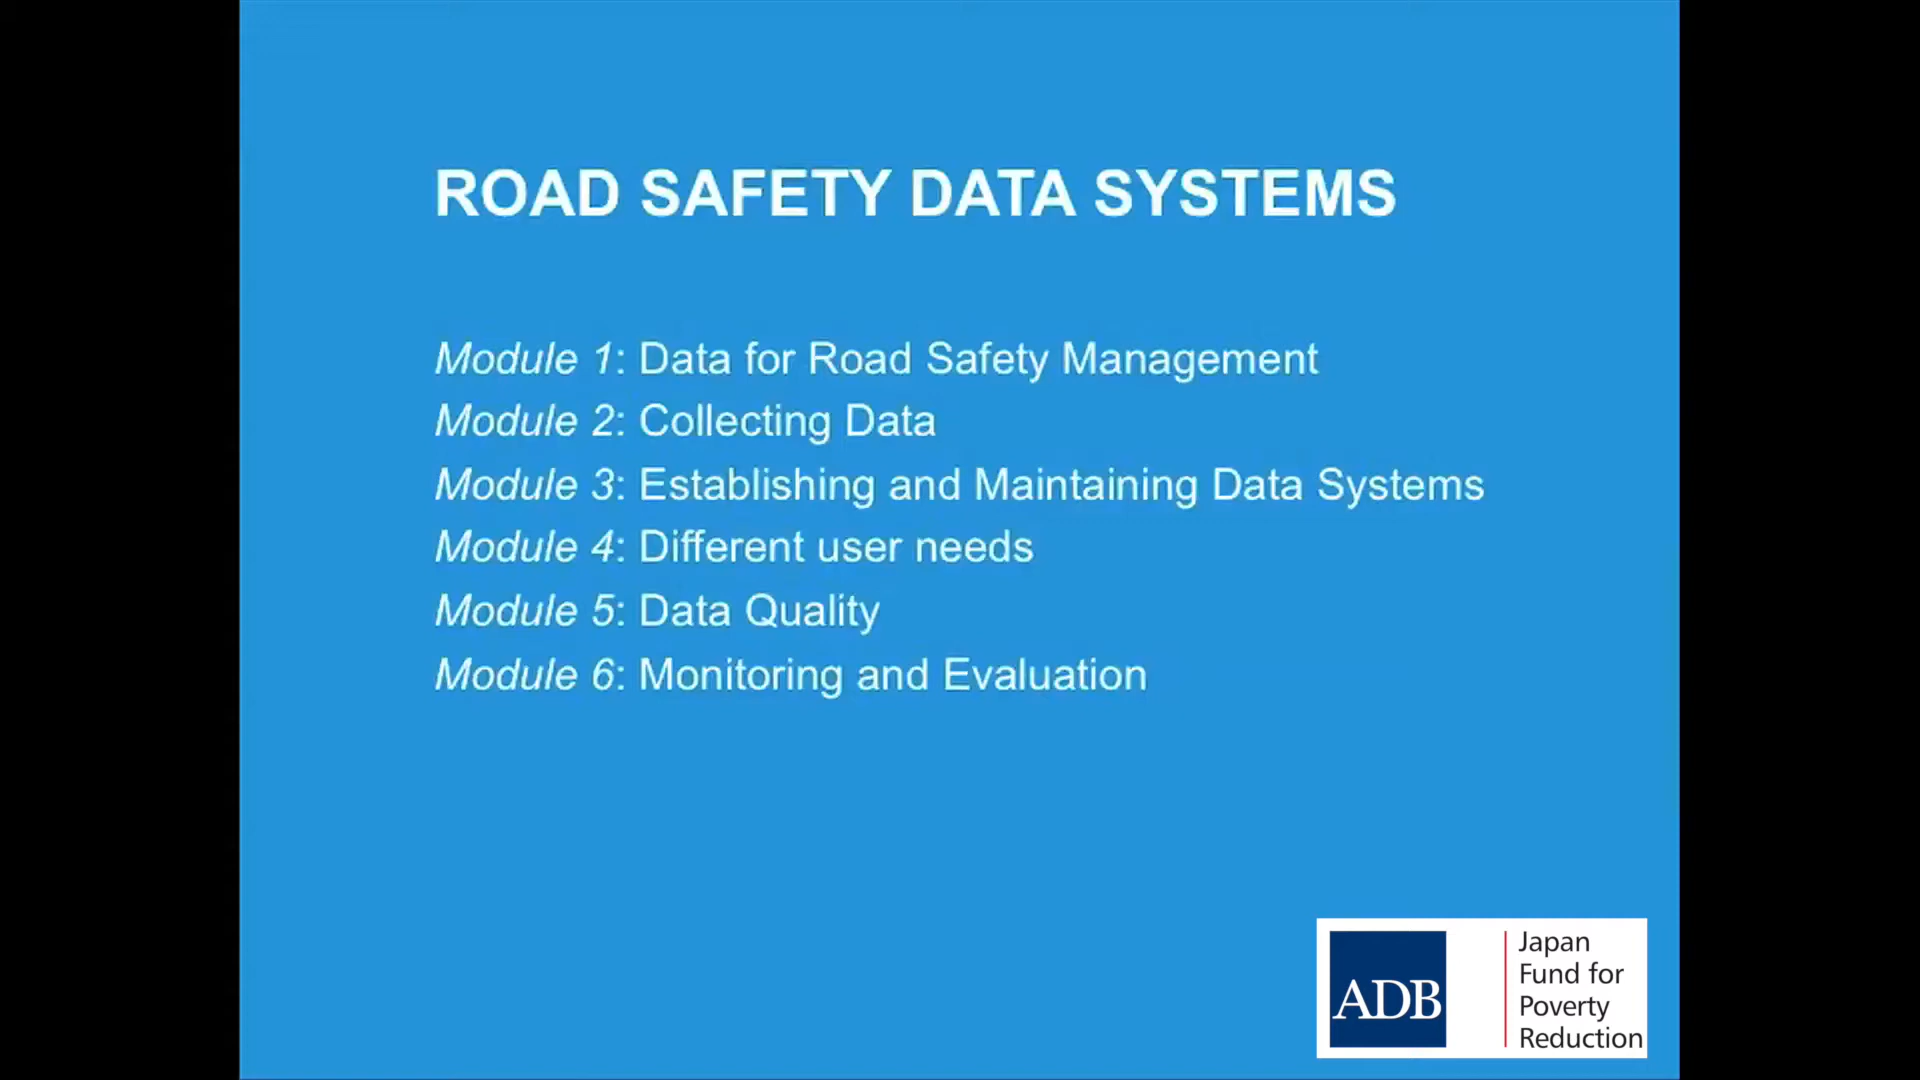 ROAD SAFETY DATA SYSTEMS
Module 1: Data for Road Safety Management
Module 2: Collecting Data
Module 3: Establishing and Maintaining Data Systems
Module 4: Different user needs
Module 5: Data Quality
Module 6: Monitoring and Evaluation
ADB
Japan
Fund for
Poverty
Reduction